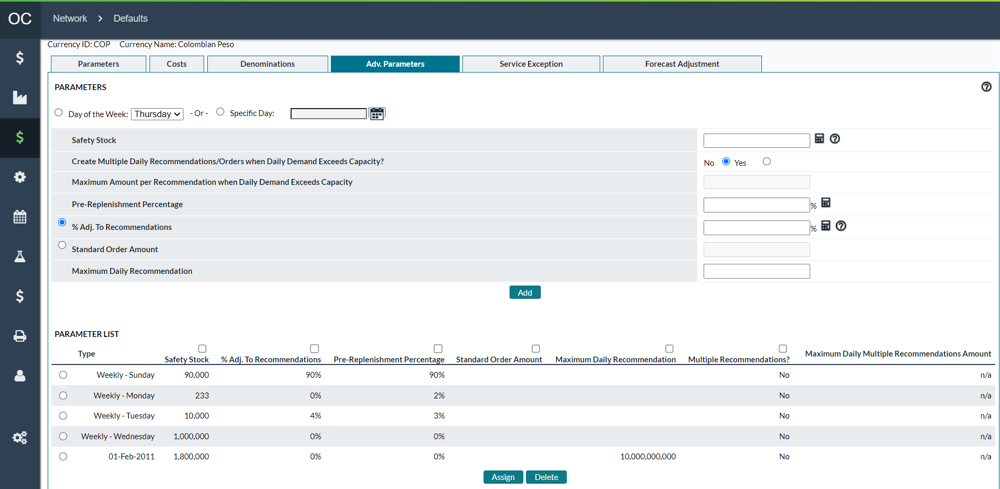 OC Network > Defaults
Currency ID: COP Currency Name: Colombian Peso
Parameters Costs Denominations Adv. Parameters Service Exception Forecast Adjustment
PARAMETERS
Day of the Week: Thursday - Or - Specific Day:
Safety Stock
Create Multiple Daily Recommendations/Orders when Daily Demand Exceeds Capacity? No Yes
Maximum Amount per Recommendation when Daily Demand Exceeds Capacity
Pre-Replenishment Percentage %
% Adj. To Recommendations %
Standard Order Amount
Maximum Daily Recommendation
Add
PARAMETER LIST
Type Safety Stock % Adj. To Recommendations Pre-Replenishment Percentage Standard Order Amount Maximum Daily Recommendation Multiple Recommendations? Maximum Daily Multiple Recommendations Amount
Weekly - Sunday 90,000 90% 90% No n/a
Weekly - Monday 233 0% 2% No n/a
Weekly - Tuesday 10,000 4% 3% No n/a
Weekly - Wednesday 1,000,000 0% 0% No n/a
01-Feb-2011 1,800,000 0% 0% 10,000,000,000 No n/a
Assign Delete